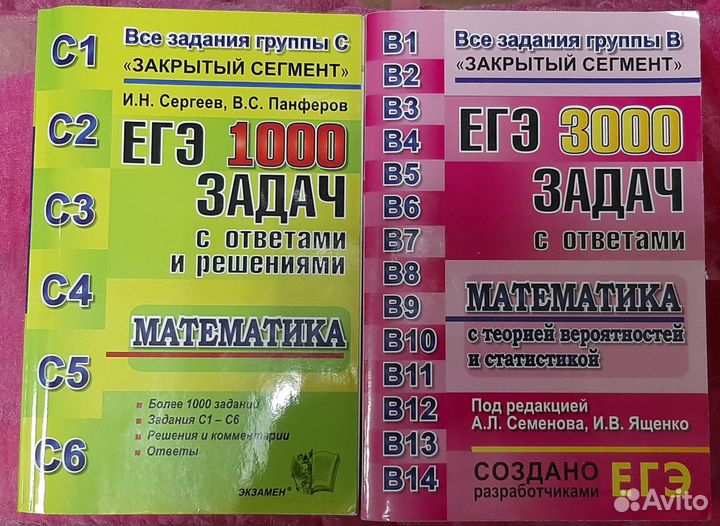 C1
C2
C3
C4
C5
C6
Все задания группы С
«ЗАКРЫТЫЙ СЕГМЕНТ»
И.Н. Сергеев, В.С. Панферов
ЕГЭ 1000
ЗАДАЧ
с ответами
и решениями
МАТЕМАТИКА
Более 1000 заданий
Задания С1 – С6
Решения и комментарии
Ответы
ЭКЗАМЕН®
B1
B2
B3
B4
B5
B6
B7
B8
B9
B10
B11
B12
B13
B14
Все задания группы В
«ЗАКРЫТЫЙ СЕГМЕНТ»
ЕГЭ 3000
ЗАДАЧ
с ответами
МАТЕМАТИКА
с теорией вероятностей
и статистикой
Под редакцией
А.Л. Семенова, И.В. Ященко
СОЗДАНО
разработчиками ЕГЭ
Avito